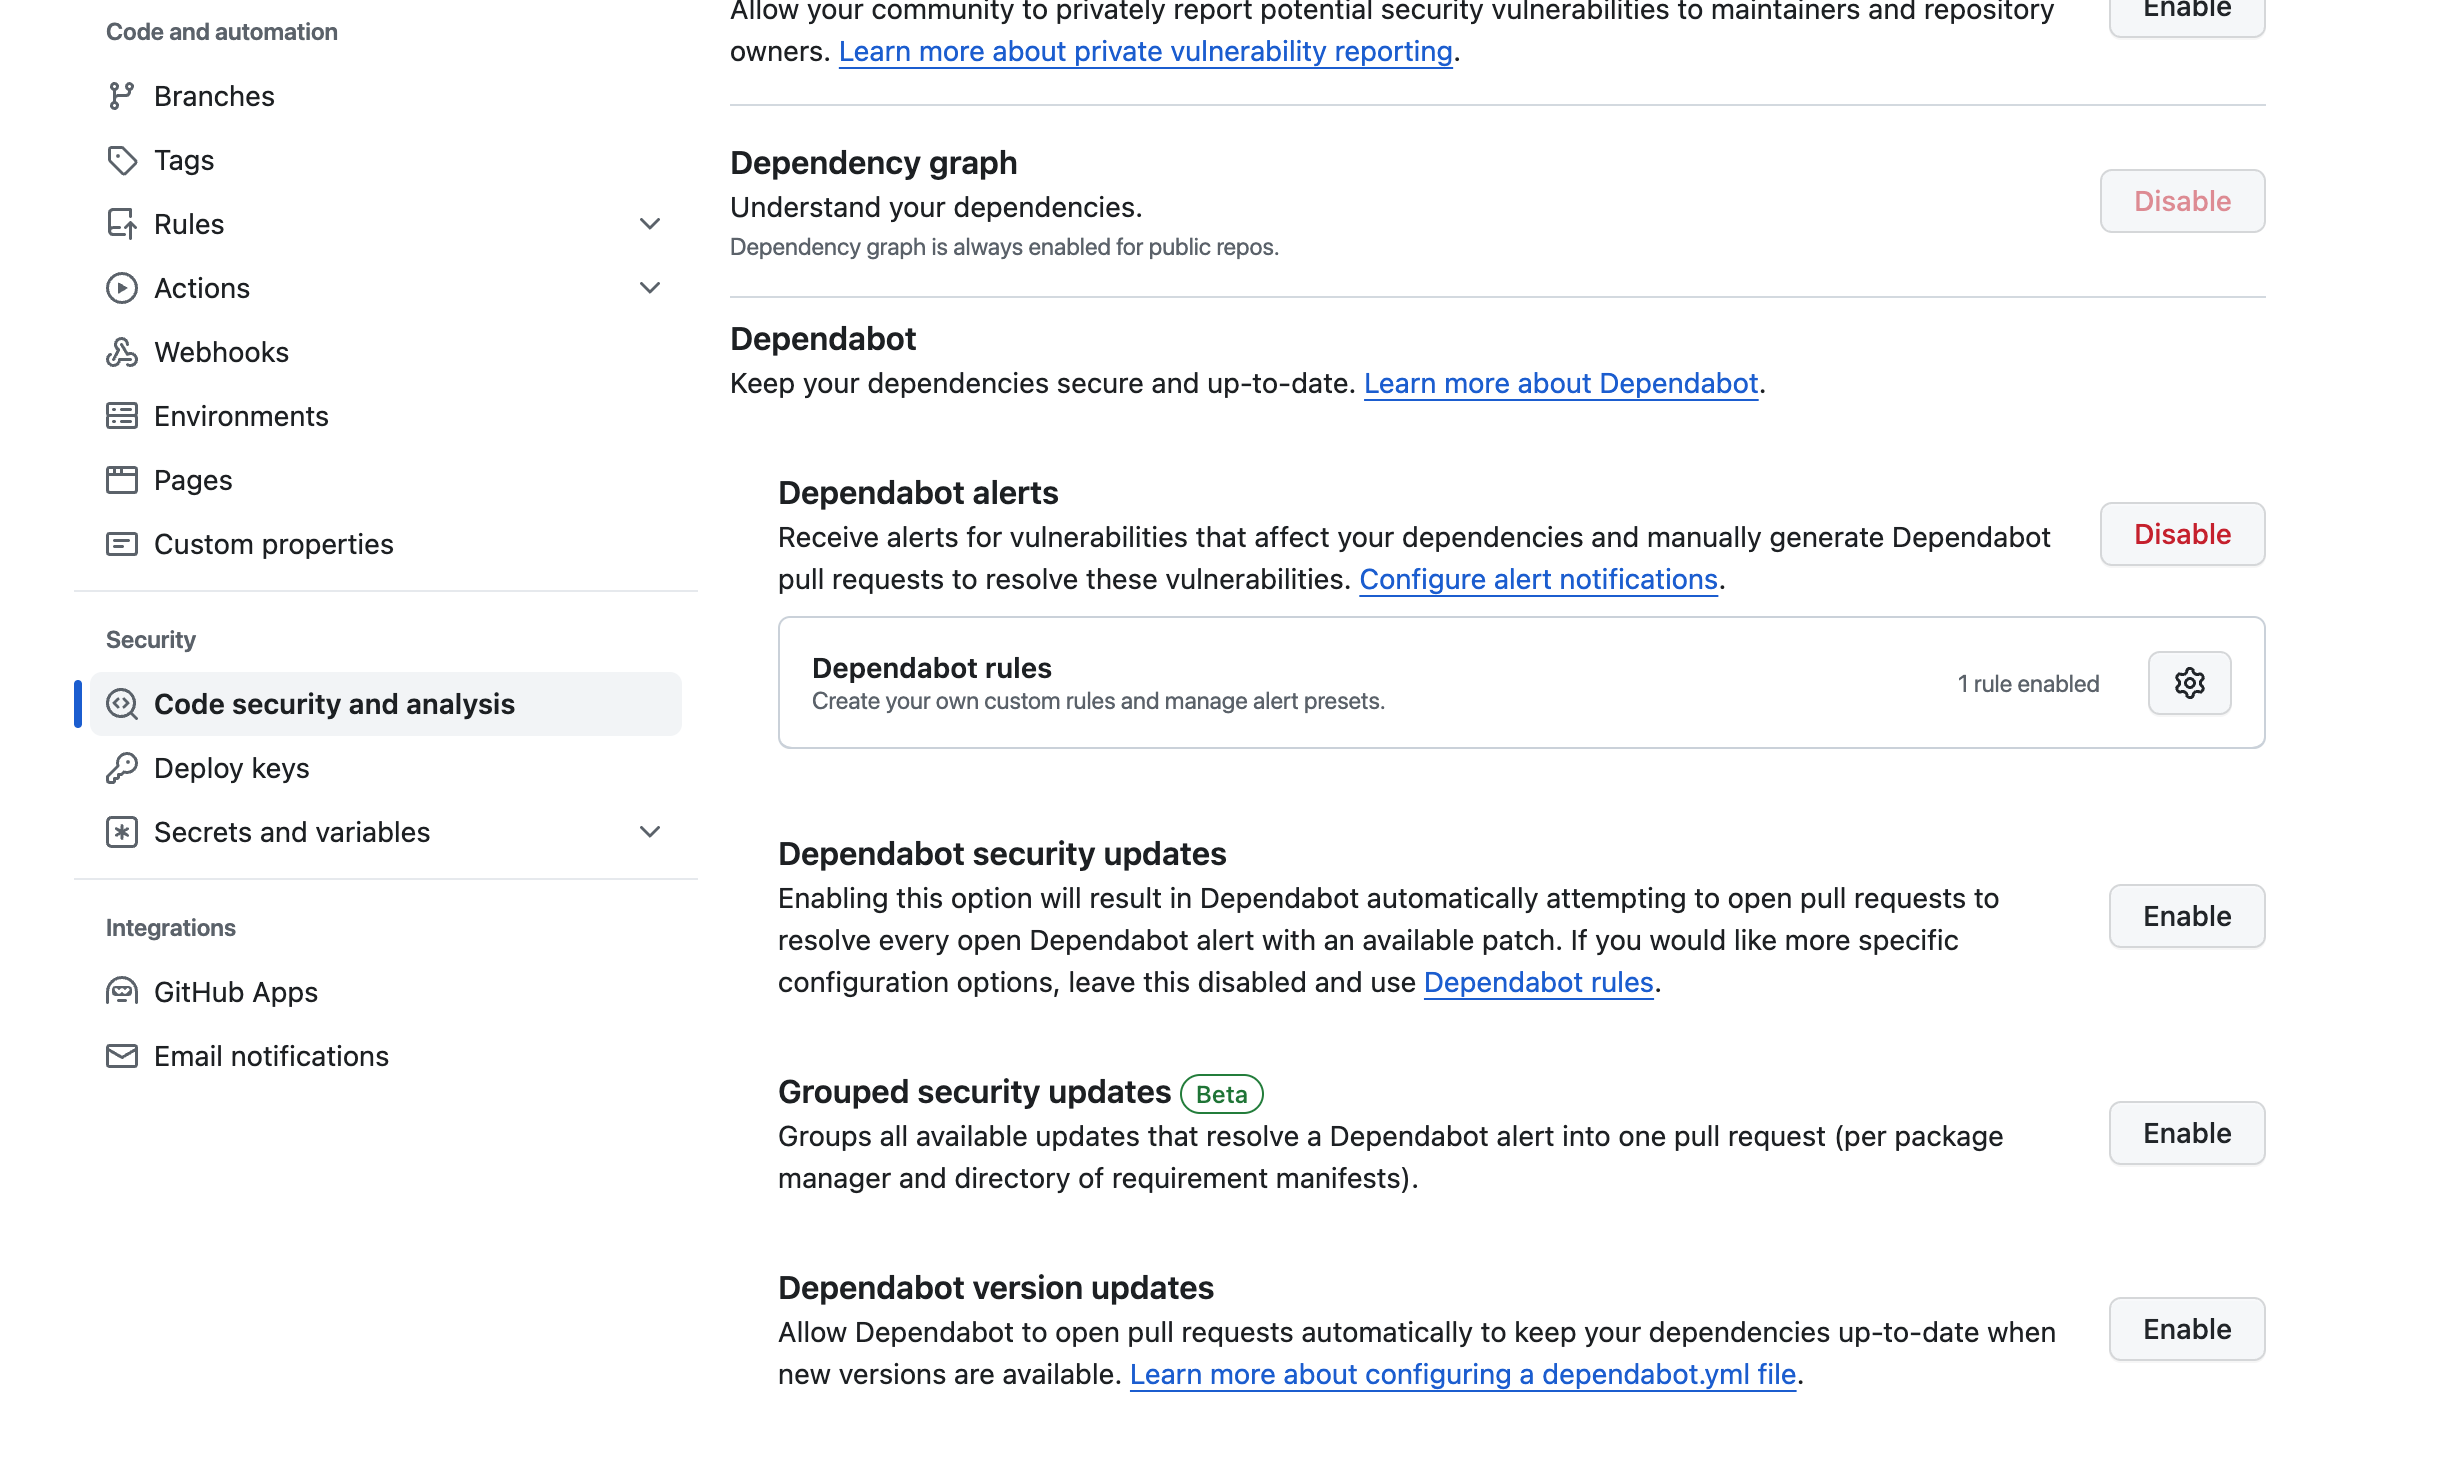 Code and automation
Branches
Tags
Rules
Actions
Webhooks
Environments
Pages
Custom properties
Security
Code security and analysis
Deploy keys
Secrets and variables
Integrations
GitHub Apps
Email notifications
Allow your community to privately report potential security vulnerabilities to maintainers and repository
owners. Learn more about private vulnerability reporting.
Enable
Dependency graph
Understand your dependencies.
Dependency graph is always enabled for public repos.
Disable
Dependabot
Keep your dependencies secure and up-to-date. Learn more about Dependabot.
Dependabot alerts
Receive alerts for vulnerabilities that affect your dependencies and manually generate Dependabot
pull requests to resolve these vulnerabilities. Configure alert notifications.
Disable
Dependabot rules
Create your own custom rules and manage alert presets.
1 rule enabled
Dependabot security updates
Enabling this option will result in Dependabot automatically attempting to open pull requests to
resolve every open Dependabot alert with an available patch. If you would like more specific
configuration options, leave this disabled and use Dependabot rules.
Enable
Grouped security updates Beta
Groups all available updates that resolve a Dependabot alert into one pull request (per package
manager and directory of requirement manifests).
Enable
Dependabot version updates
Allow Dependabot to open pull requests automatically to keep your dependencies up-to-date when
new versions are available. Learn more about configuring a dependabot.yml file.
Enable